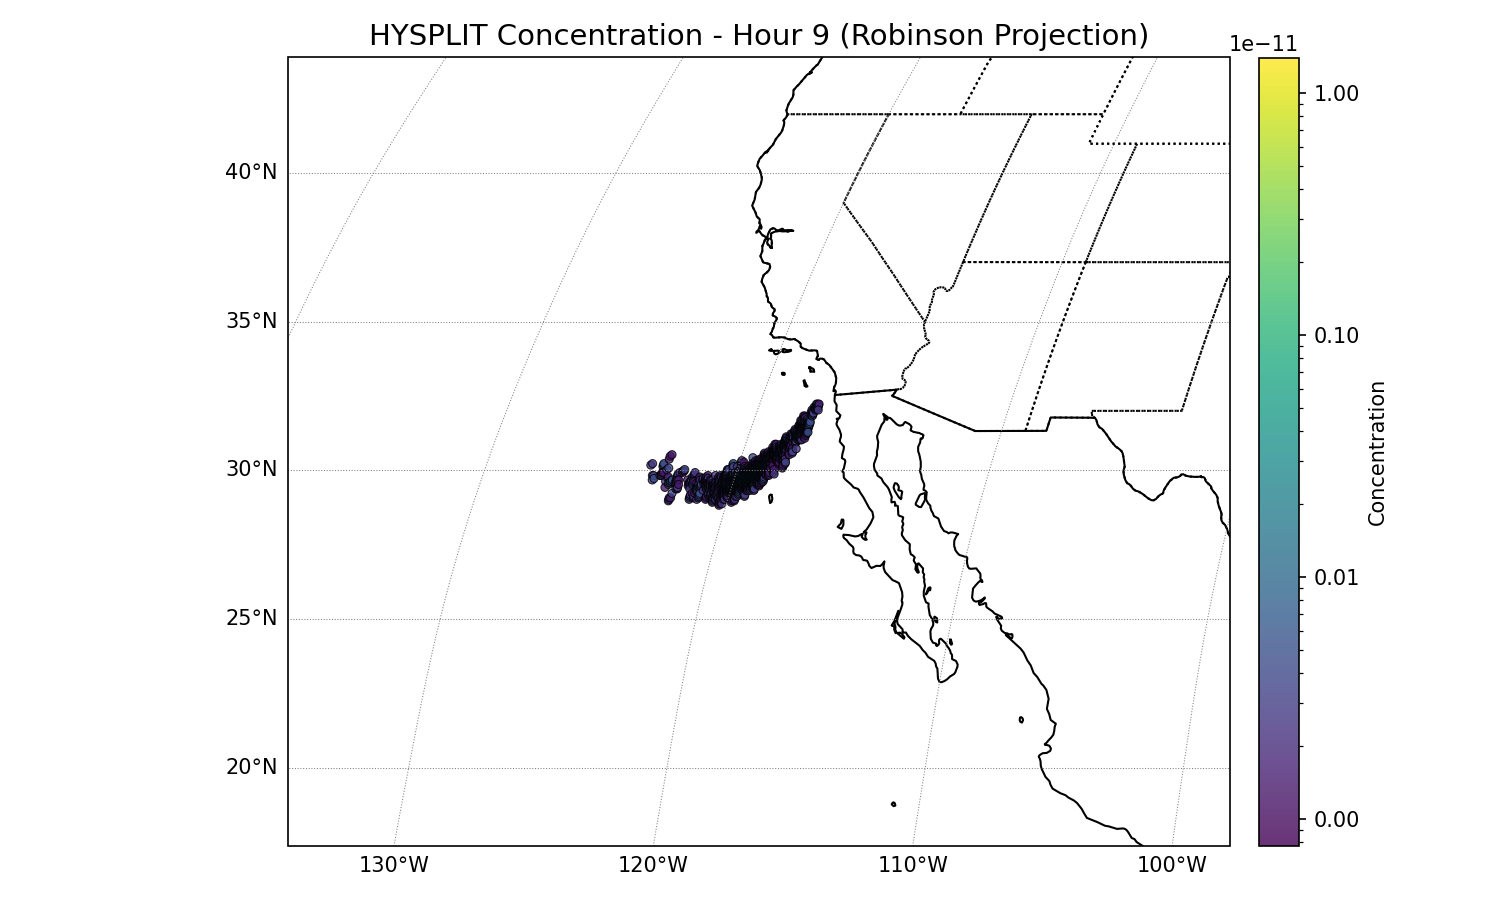 HYSPLIT Concentration - Hour 9 (Robinson Projection)
1e−11
1.00
40°N
35°N
0.10
Concentration
30°N
0.01
25°N
20°N
0.00
130°W 120°W 110°W 100°W